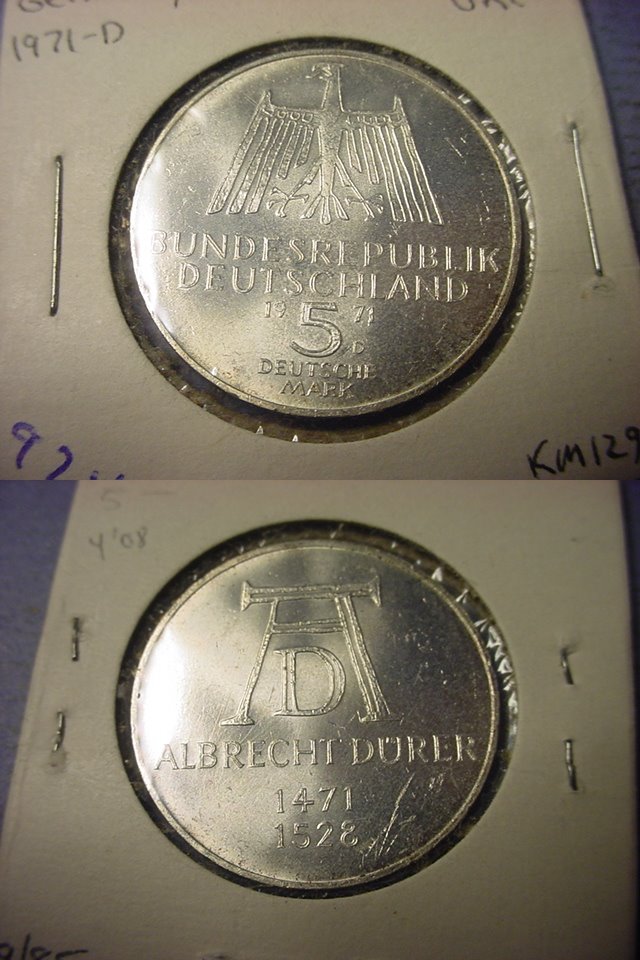 1971-D
BUNDESREPUBLIK
DEUTSCHLAND
19 71
5
D
DEUTSCHE
MARK
KM129
5 —
4'08
AD
ALBRECHT DÜRER
1471
1528